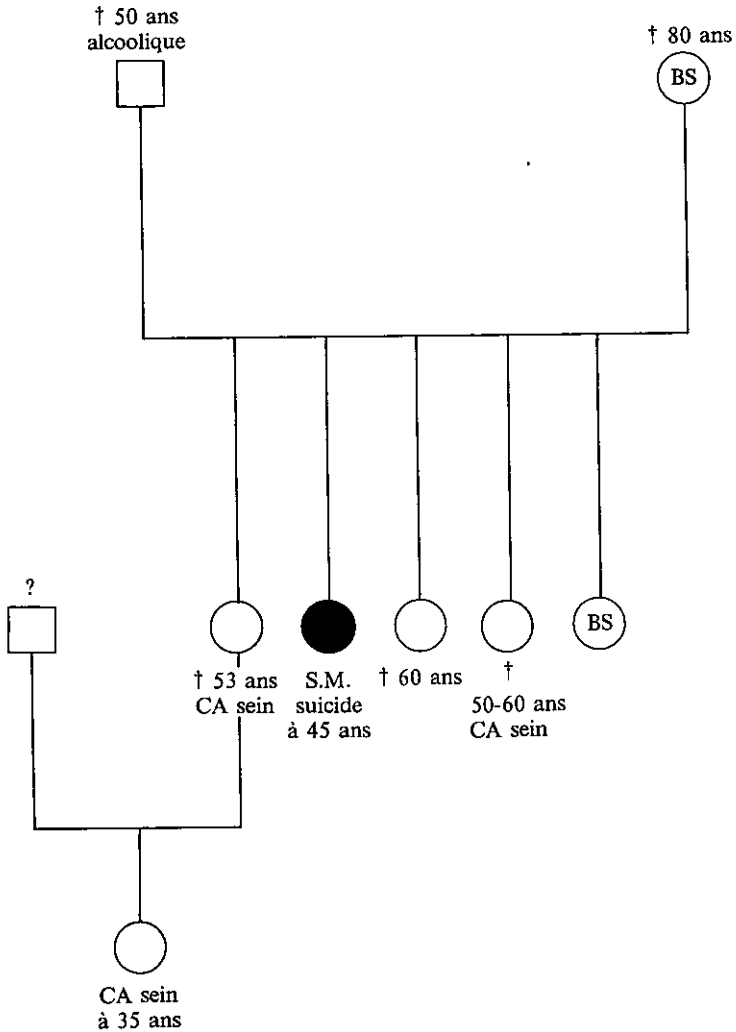 † 50 ans
alcoolique
† 80 ans
BS
?
BS
† 53 ans
CA sein
S.M.
suicide
à 45 ans
† 60 ans
†
50-60 ans
CA sein
CA sein
à 35 ans